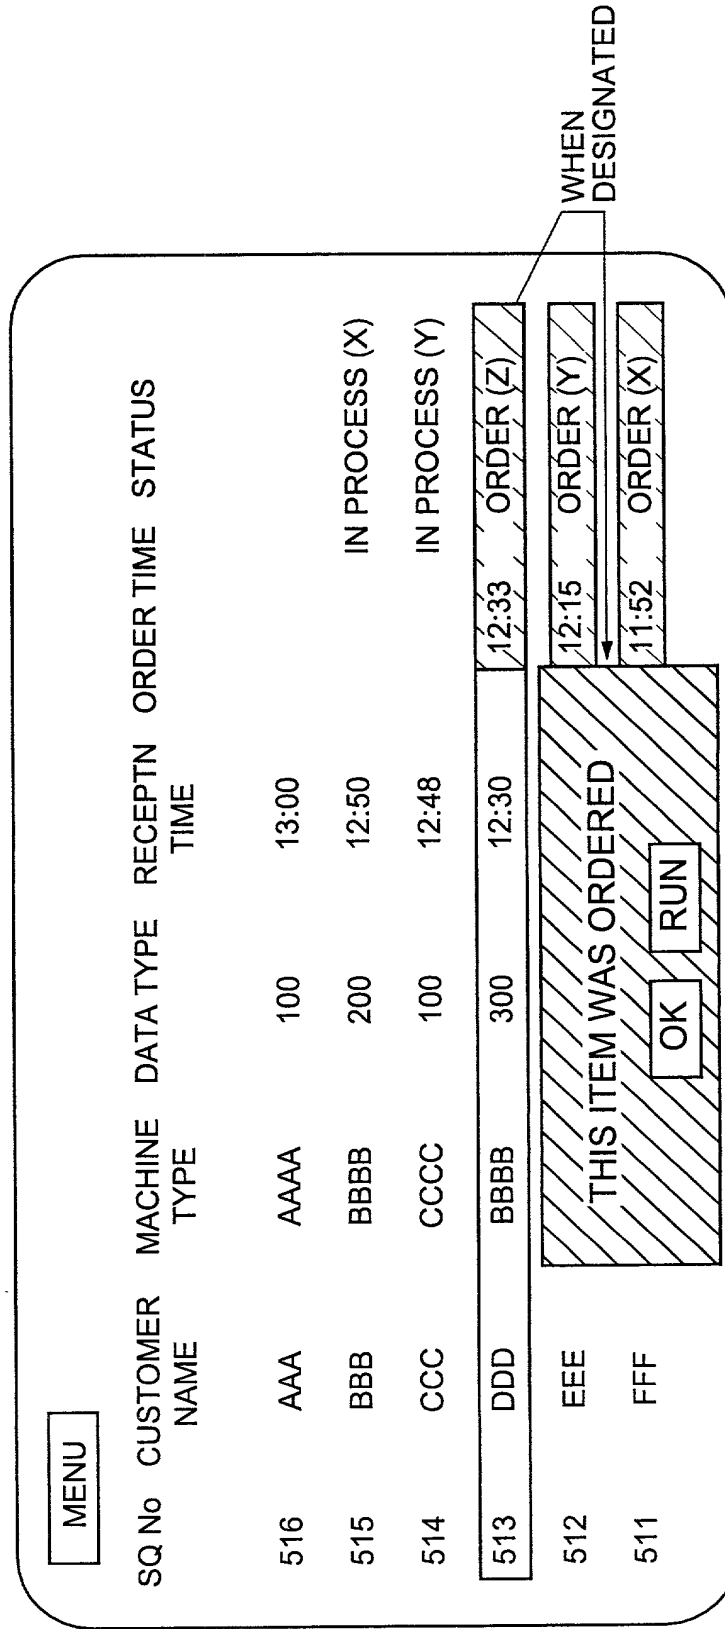 MENU
SQ No CUSTOMER NAME MACHINE TYPE DATA TYPE RECEPTN TIME ORDER TIME STATUS
516 AAA AAAA 100 13:00
515 BBB BBBB 200 12:50 IN PROCESS (X)
514 CCC CCCC 100 12:48 IN PROCESS (Y)
513 DDD BBBB 300 12:30 12:33 ORDER (Z)
512 EEE 12:15 ORDER (Y)
511 FFF 11:52 ORDER (X)
THIS ITEM WAS ORDERED
OK RUN
WHEN
DESIGNATED